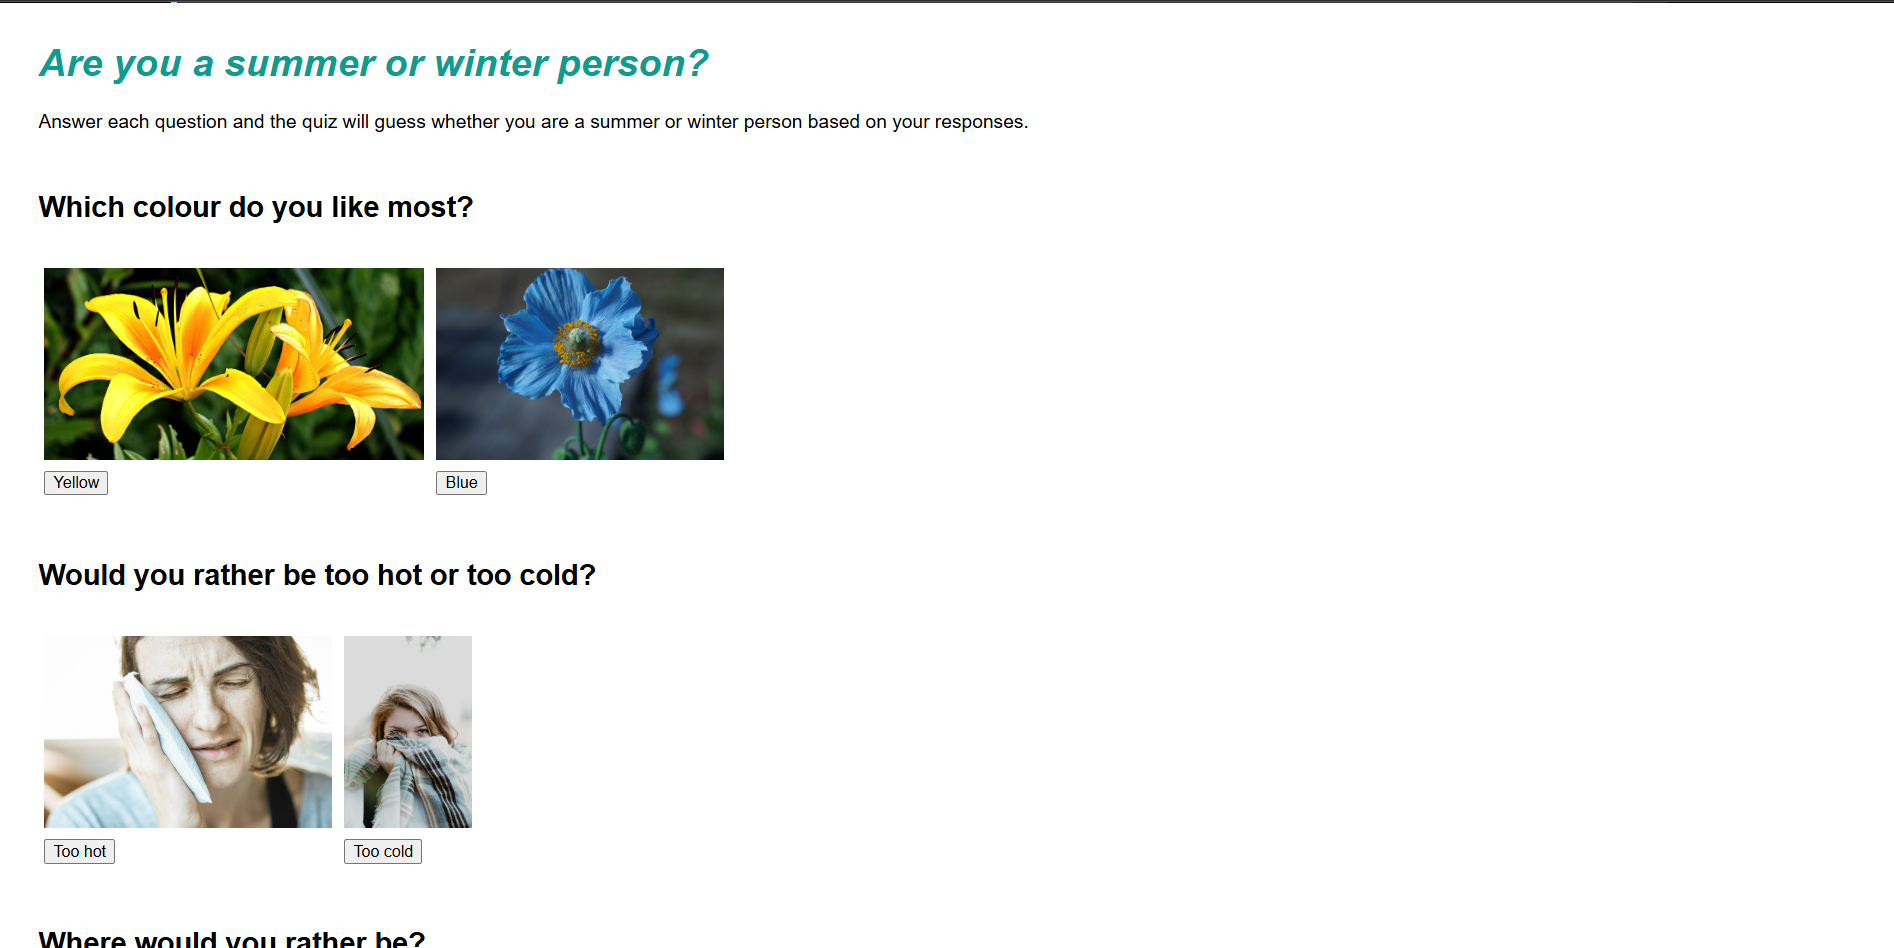 Are you a summer or winter person?
Answer each question and the quiz will guess whether you are a summer or winter person based on your responses.
Which colour do you like most?
Yellow
Blue
Would you rather be too hot or too cold?
Too hot
Too cold
Where would you rather be?